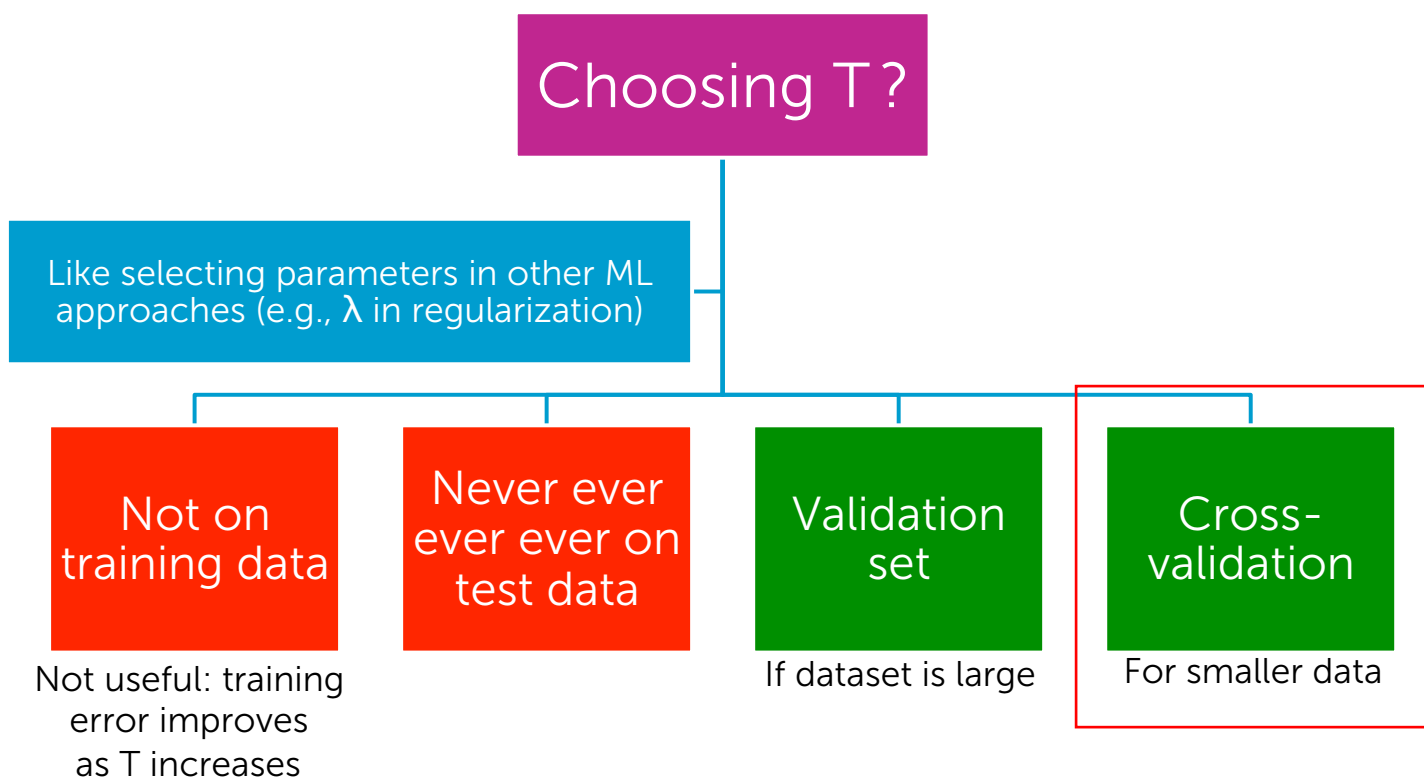 Choosing T ?
Like selecting parameters in other ML
approaches (e.g., λ in regularization)
Not on
training data
Never ever
ever ever on
test data
Validation
set
Cross-
validation
Not useful: training
error improves
as T increases
If dataset is large
For smaller data